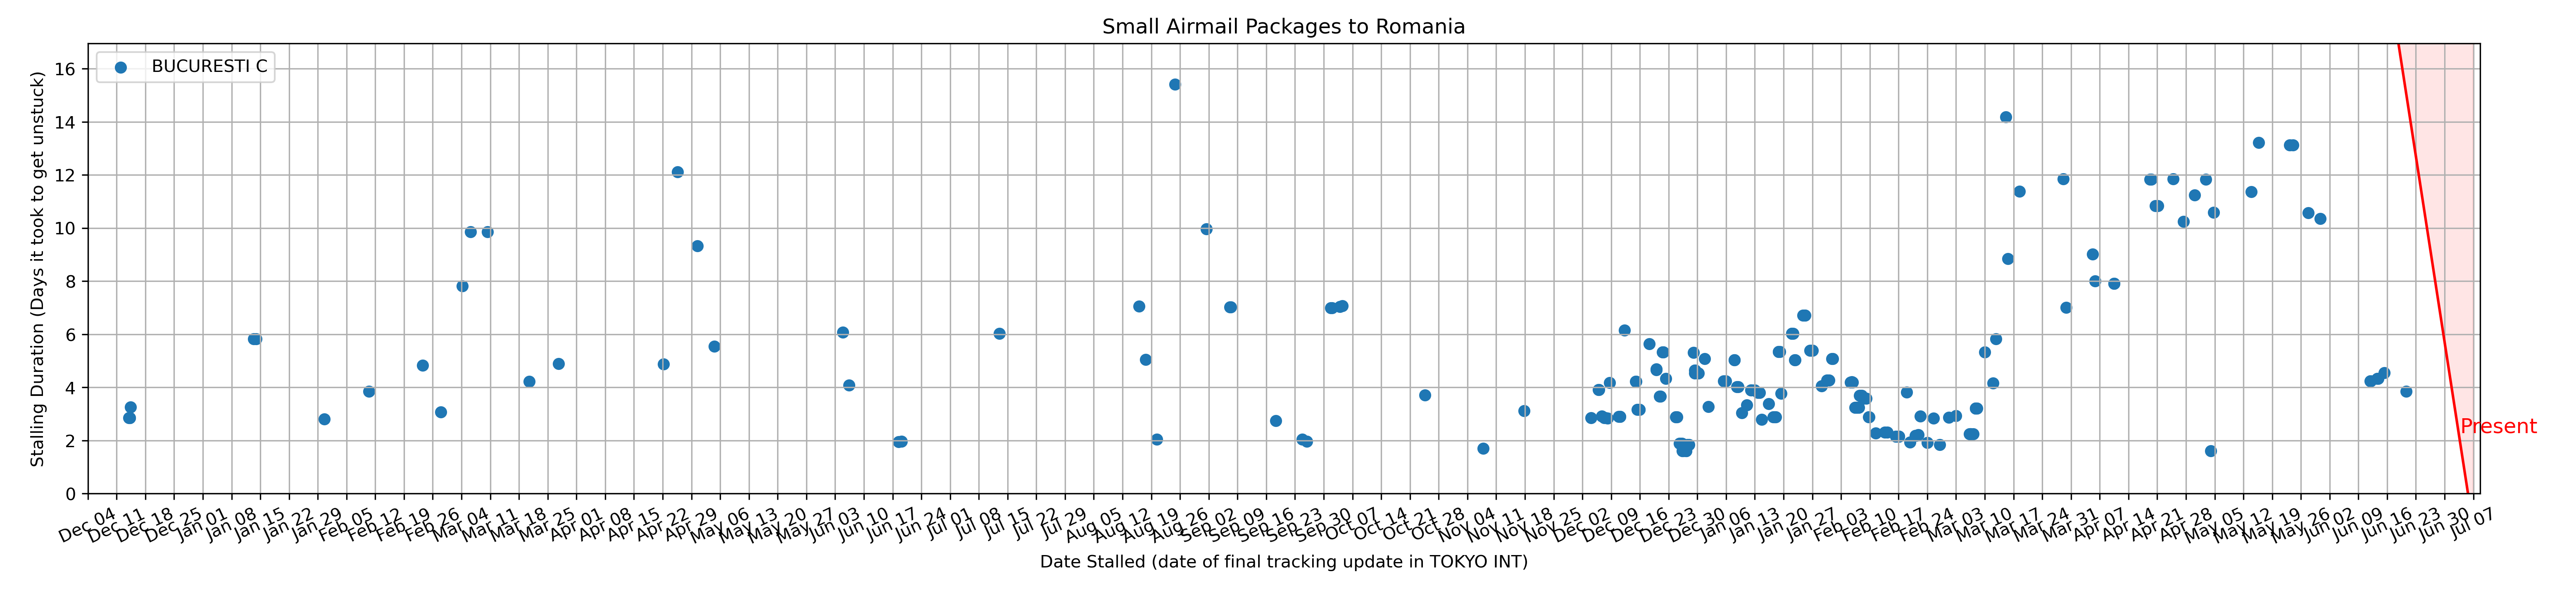 Small Airmail Packages to Romania
BUCURESTI C
Stalling Duration (Days it took to get unstuck)
16
14
12
10
8
6
4
2
0
Present
Dec 04 Dec 11 Dec 18 Dec 25 Jan 01 Jan 08 Jan 15 Jan 22 Jan 29 Feb 05 Feb 12 Feb 19 Feb 26 Mar 04 Mar 11 Mar 18 Mar 25 Apr 01 Apr 08 Apr 15 Apr 22 Apr 29 May 06 May 13 May 20 May 27 Jun 03 Jun 10 Jun 17 Jun 24 Jul 01 Jul 08 Jul 15 Jul 22 Jul 29 Aug 05 Aug 12 Aug 19 Aug 26 Sep 02 Sep 09 Sep 16 Sep 23 Sep 30 Oct 07 Oct 14 Oct 21 Oct 28 Nov 04 Nov 11 Nov 18 Nov 25 Dec 02 Dec 09 Dec 16 Dec 23 Dec 30 Jan 06 Jan 13 Jan 20 Jan 27 Feb 03 Feb 10 Feb 17 Feb 24 Mar 03 Mar 10 Mar 17 Mar 24 Mar 31 Apr 07 Apr 14 Apr 21 Apr 28 May 05 May 12 May 19 May 26 Jun 02 Jun 09 Jun 16 Jun 23 Jun 30 Jul 07
Date Stalled (date of final tracking update in TOKYO INT)